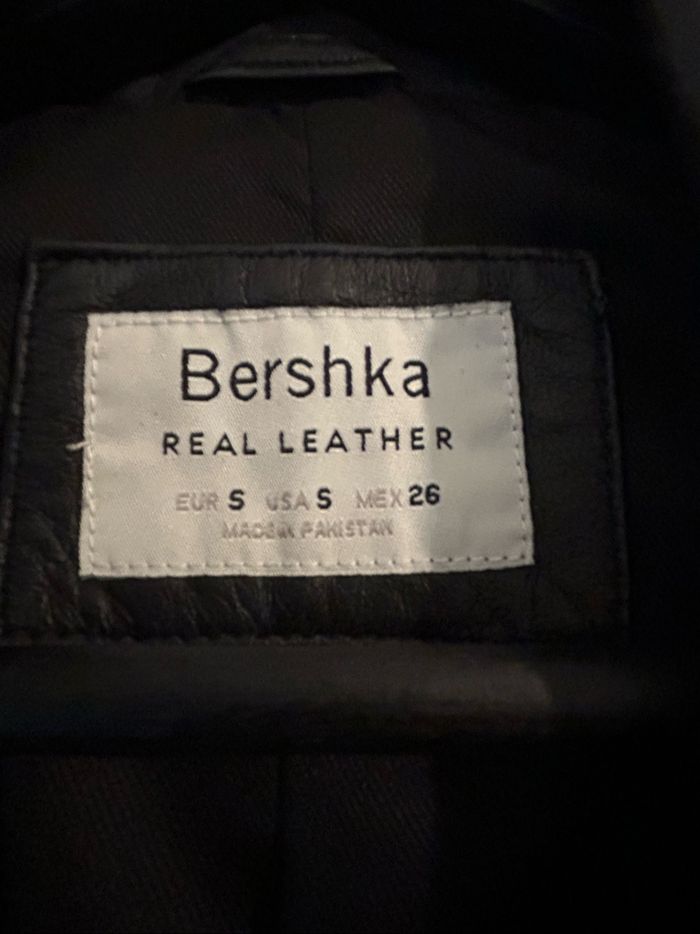 Bershka
REAL LEATHER
EUR S USA S MEX 26
MADE IN PAKISTAN